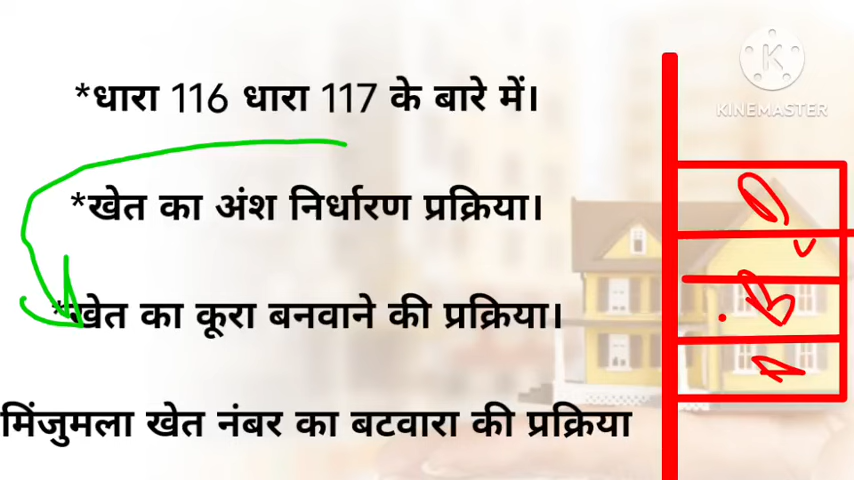 *धारा 116 धारा 117 के बारे में।
KINEMASTER
*खेत का अंश निर्धारण प्रक्रिया।
*खेत का कूरा बनवाने की प्रक्रिया।
मिंजुमला खेत नंबर का बटवारा की प्रक्रिया